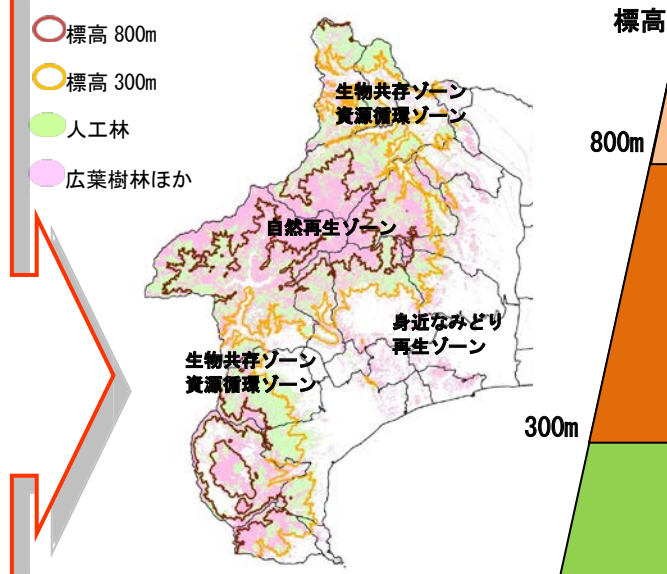 標高 800m
標高 300m
人工林
広葉樹林ほか
生物共存ゾーン
資源循環ゾーン
自然再生ゾーン
身近なみどり
再生ゾーン
生物共存ゾーン
資源循環ゾーン
標高
800m
300m